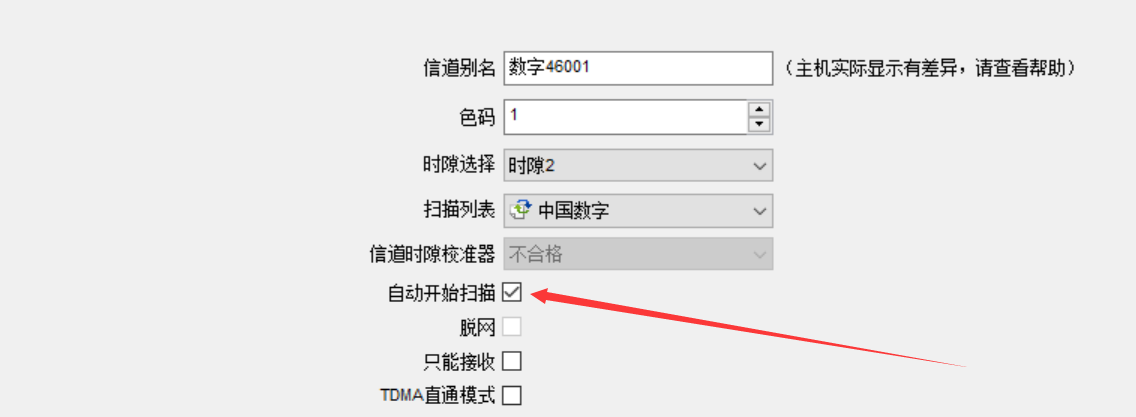 信道别名 数字46001 （主机实际显示有差异，请查看帮助）
色码 1
时隙选择 时隙2
扫描列表 中国数字
信道时隙校准器 不合格
自动开始扫描
脱网
只能接收
TDMA直通模式